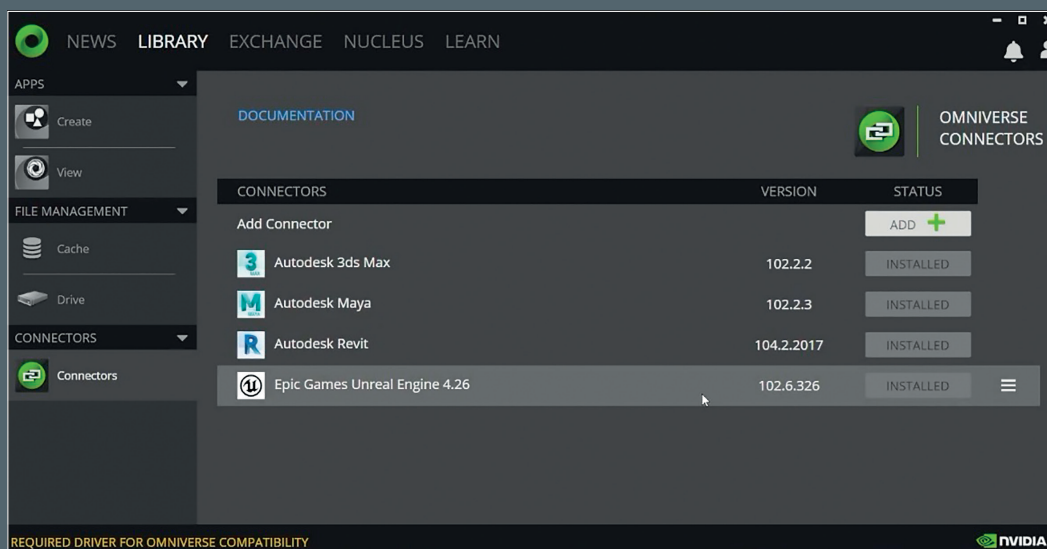 NEWS LIBRARY EXCHANGE NUCLEUS LEARN
APPS
Create
View
FILE MANAGEMENT
Cache
Drive
CONNECTORS
Connectors
DOCUMENTATION
OMNIVERSE
CONNECTORS
CONNECTORS VERSION STATUS
Add Connector ADD
Autodesk 3ds Max 102.2.2 INSTALLED
Autodesk Maya 102.2.3 INSTALLED
Autodesk Revit 104.2.2017 INSTALLED
Epic Games Unreal Engine 4.26 102.6.326 INSTALLED
REQUIRED DRIVER FOR OMNIVERSE COMPATIBILITY
NVIDIA